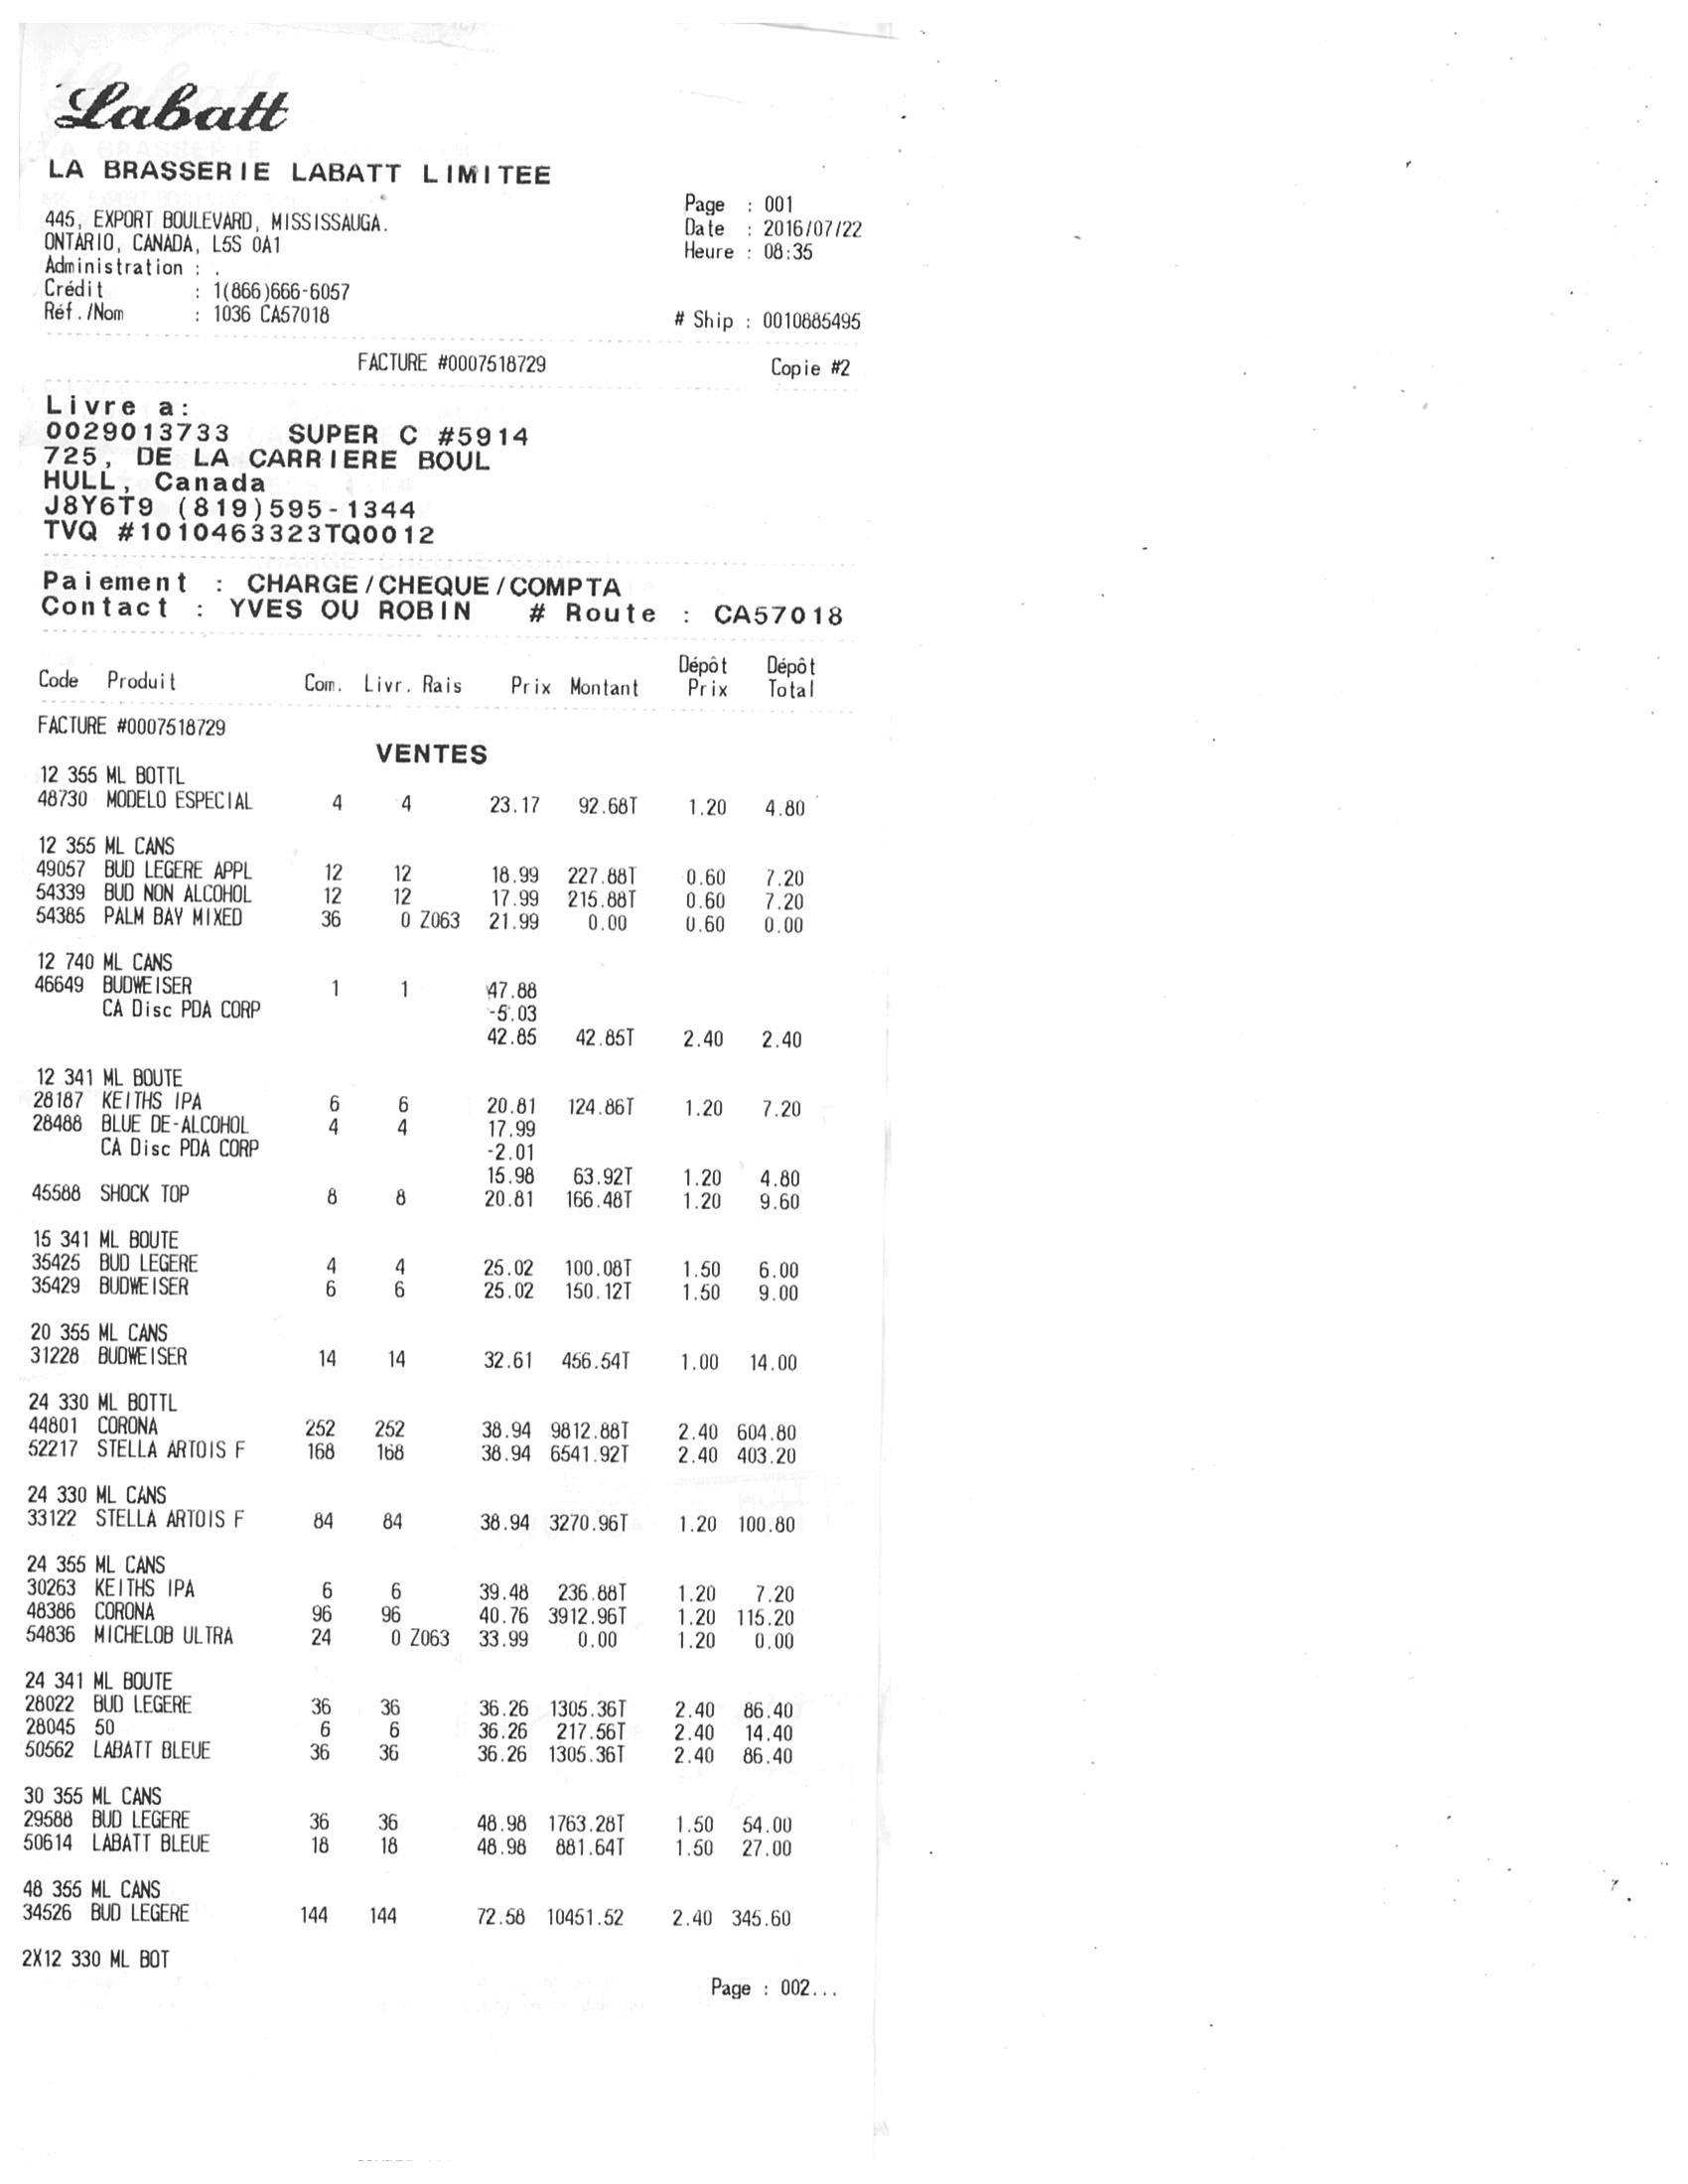 Labatt
LA BRASSERIE LABATT LIMITEE
Page : 001
445, EXPORT BOULEVARD, MISSISSAUGA. Date : 2016/07/22
ONTARIO, CANADA, L5S 0A1 Heure : 08:35
Administration : .
Crédit : 1(866)666-6057
Réf./Nom : 1036 CA57018 # Ship : 0010885495
FACTURE #0007518729 Copie #2
Livre a:
0029013733 SUPER C #5914
725, DE LA CARRIERE BOUL
HULL, Canada
J8Y6T9 (819)595-1344
TVQ #1010463323TQ0012
Paiement : CHARGE/CHEQUE/COMPTA
Contact : YVES OU ROBIN # Route : CA57018
Dépôt Dépôt
Code Produit Com. Livr. Rais Prix Montant Prix Total
FACTURE #0007518729
VENTES
12 355 ML BOTTL
48730 MODELO ESPECIAL 4 4 23.17 92.68T 1.20 4.80
12 355 ML CANS
49057 BUD LEGERE APPL 12 12 18.99 227.88T 0.60 7.20
54339 BUD NON ALCOHOL 12 12 17.99 215.88T 0.60 7.20
54385 PALM BAY MIXED 36 0 Z063 21.99 0.00 0.60 0.00
12 740 ML CANS
46649 BUDWEISER 1 1 47.88
CA Disc PDA CORP -5.03
42.85 42.85T 2.40 2.40
12 341 ML BOUTE
28187 KEITHS IPA 6 6 20.81 124.86T 1.20 7.20
28488 BLUE DE-ALCOHOL 4 4 17.99
CA Disc PDA CORP -2.01
15.98 63.92T 1.20 4.80
45588 SHOCK TOP 8 8 20.81 166.48T 1.20 9.60
15 341 ML BOUTE
35425 BUD LEGERE 4 4 25.02 100.08T 1.50 6.00
35429 BUDWEISER 6 6 25.02 150.12T 1.50 9.00
20 355 ML CANS
31228 BUDWEISER 14 14 32.61 456.54T 1.00 14.00
24 330 ML BOTTL
44801 CORONA 252 252 38.94 9812.88T 2.40 604.80
52217 STELLA ARTOIS F 168 168 38.94 6541.92T 2.40 403.20
24 330 ML CANS
33122 STELLA ARTOIS F 84 84 38.94 3270.96T 1.20 100.80
24 355 ML CANS
30263 KEITHS IPA 6 6 39.48 236.88T 1.20 7.20
48386 CORONA 96 96 40.76 3912.96T 1.20 115.20
54836 MICHELOB ULTRA 24 0 Z063 33.99 0.00 1.20 0.00
24 341 ML BOUTE
28022 BUD LEGERE 36 36 36.26 1305.36T 2.40 86.40
28045 50 6 6 36.26 217.56T 2.40 14.40
50562 LABATT BLEUE 36 36 36.26 1305.36T 2.40 86.40
30 355 ML CANS
29588 BUD LEGERE 36 36 48.98 1763.28T 1.50 54.00
50614 LABATT BLEUE 18 18 48.98 881.64T 1.50 27.00
48 355 ML CANS
34526 BUD LEGERE 144 144 72.58 10451.52 2.40 345.60
2X12 330 ML BOT
Page : 002...